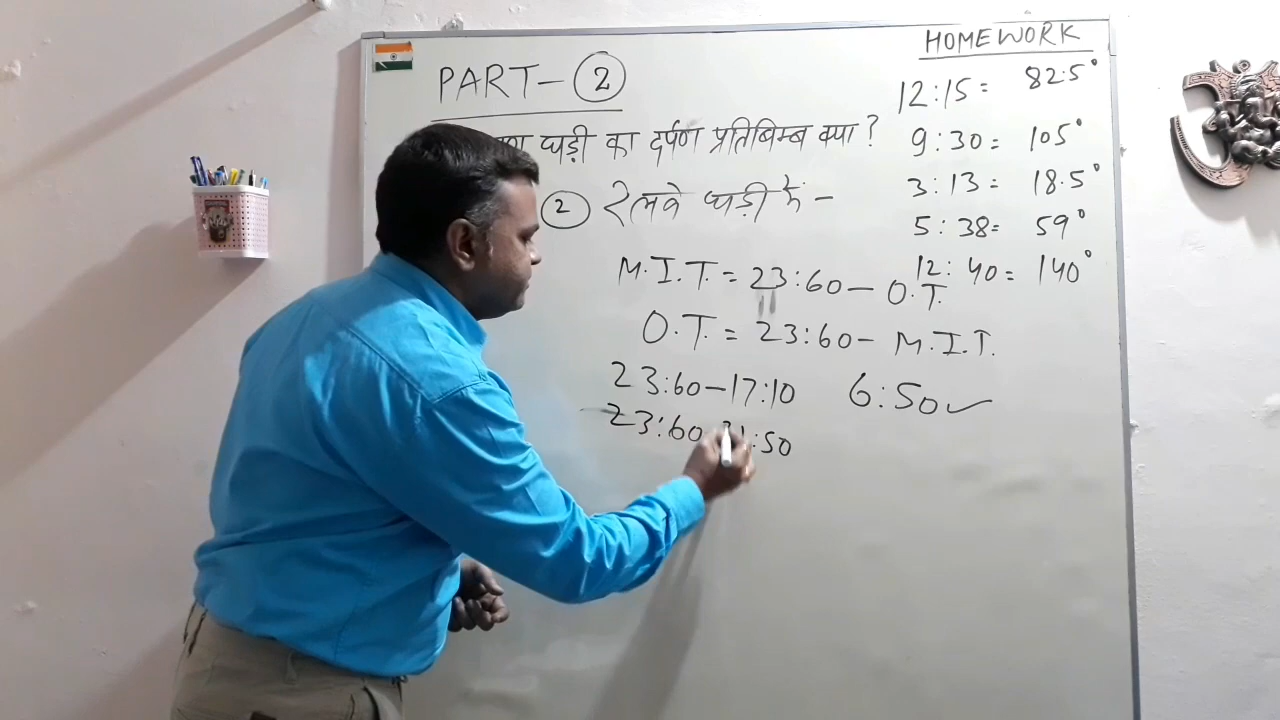 HOMEWORK
PART-2
12:15= 82.5°
घड़ी का दर्पण प्रतिबिम्ब क्या?
9:30= 105°
3:13= 18.5°
2 रेलवे घड़ी में -
5:38= 59°
12:40= 140°
M.I.T. = 23:60 - O.T.
O.T. = 23:60 - M.I.T.
23:60-17:10 6:50
23:60 :50